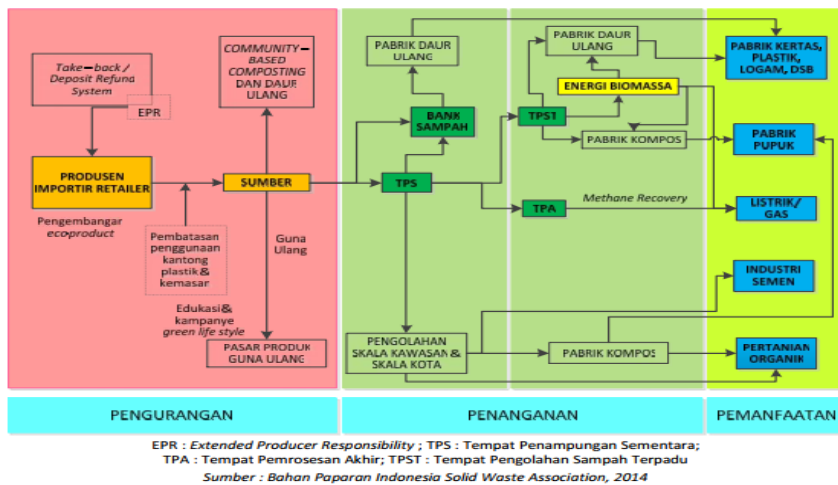 Take–back /
Deposit Refund
System
EPR
PRODUSEN
IMPORTIR RETAILER
Pengembangar
eco-product
Pembatasan
penggunaan
kantong
plastik&
kemasar
COMMUNITY–
BASED
COMPOSTING
DAN DAUR
ULANG
SUMBER
Guna
Ulang
Edukasi&
kampanye
green life style
PASAR PRODUK
GUNA ULANG
PABRIK DAUR
ULANG
BANK
SAMPAH
TPS
PENGOLAHAN
SKALA KAWASAN &
SKALA KOTA
PABRIK DAUR
ULANG
ENERGI BIOMASSA
TPST
PABRIK KOMPOS
TPA
Methane Recovery
PABRIK KOMPOS
PABRIK KERTAS,
PLASTIK,
LOGAM, DSB
PABRIK
PUPUK
LISTRIK/
GAS
INDUSTRI
SEMEN
PERTANIAN
ORGANIK
PENGURANGAN
PENANGANAN
PEMANFAATAN
EPR : Extended Producer Responsibility ; TPS : Tempat Penampungan Sementara;
TPA : Tempat Pemrosesan Akhir; TPST : Tempat Pengolahan Sampah Terpadu
Sumber : Bahan Paparan Indonesia Solid Waste Association, 2014